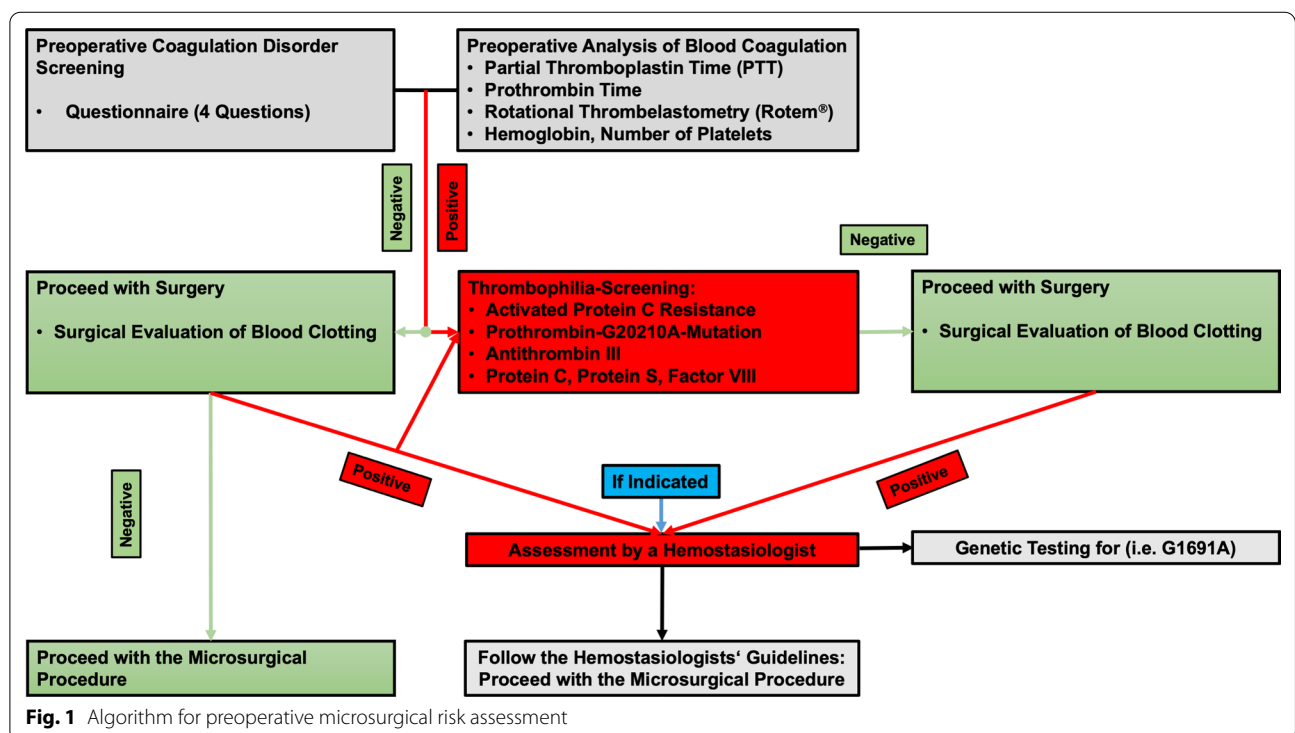 Preoperative Coagulation Disorder
Screening
• Questionnaire (4 Questions)
Preoperative Analysis of Blood Coagulation
• Partial Thromboplastin Time (PTT)
• Prothrombin Time
• Rotational Thrombelastometry (Rotem®)
• Hemoglobin, Number of Platelets
Negative
Positive
Negative
Proceed with Surgery
• Surgical Evaluation of Blood Clotting
Thrombophilia-Screening:
• Activated Protein C Resistance
• Prothrombin-G20210A-Mutation
• Antithrombin III
• Protein C, Protein S, Factor VIII
Proceed with Surgery
• Surgical Evaluation of Blood Clotting
Negative
Positive
If Indicated
Positive
Assessment by a Hemostasiologist
Genetic Testing for (i.e. G1691A)
Proceed with the Microsurgical
Procedure
Follow the Hemostasiologists‘ Guidelines:
Proceed with the Microsurgical Procedure
Fig. 1 Algorithm for preoperative microsurgical risk assessment